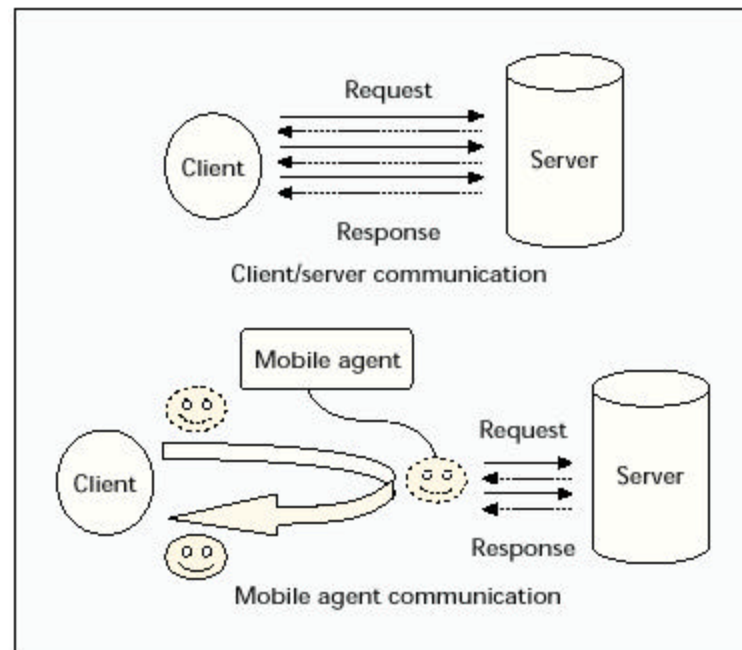 Request
Client
Server
Response
Client/server communication
Mobile agent
Request
Client
Server
Response
Mobile agent communication